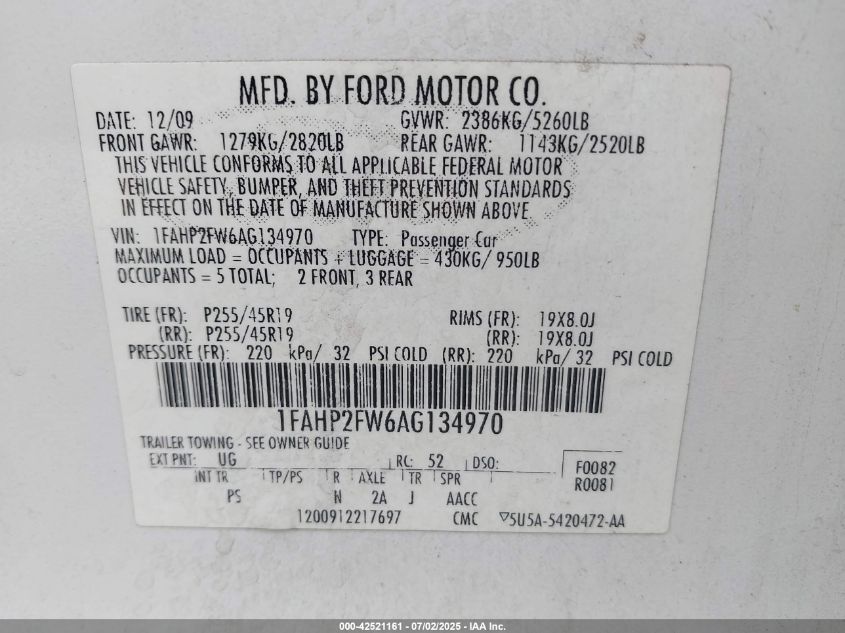 MFD. BY FORD MOTOR CO.
DATE: 12/09 GVWR: 2386KG/5260LB
FRONT GAWR: 1279KG/2820LB REAR GAWR: 1143KG/2520LB
THIS VEHICLE CONFORMS TO ALL APPLICABLE FEDERAL MOTOR
VEHICLE SAFETY, BUMPER, AND THEFT PREVENTION STANDARDS
IN EFFECT ON THE DATE OF MANUFACTURE SHOWN ABOVE.
VIN: 1FAHP2FW6AG134970 TYPE: Passenger Car
MAXIMUM LOAD = OCCUPANTS + LUGGAGE = 430KG/ 950LB
OCCUPANTS = 5 TOTAL; 2 FRONT, 3 REAR
TIRE (FR): P255/45R19 RIMS (FR): 19X8.0J
(RR): P255/45R19 (RR): 19X8.0J
PRESSURE (FR): 220 kPa/ 32 PSI COLD (RR): 220 kPa/ 32 PSI COLD
1FAHP2FW6AG134970
TRAILER TOWING - SEE OWNER GUIDE
EXT PNT: UG RC: 52 DSO: F0082
INT TR TP/PS R AXLE TR SPR R0081
PS N 2A J AACC
1200912217697 CMC ▽5U5A-5420472-AA
000-42521161 - 07/02/2025 - IAA Inc.